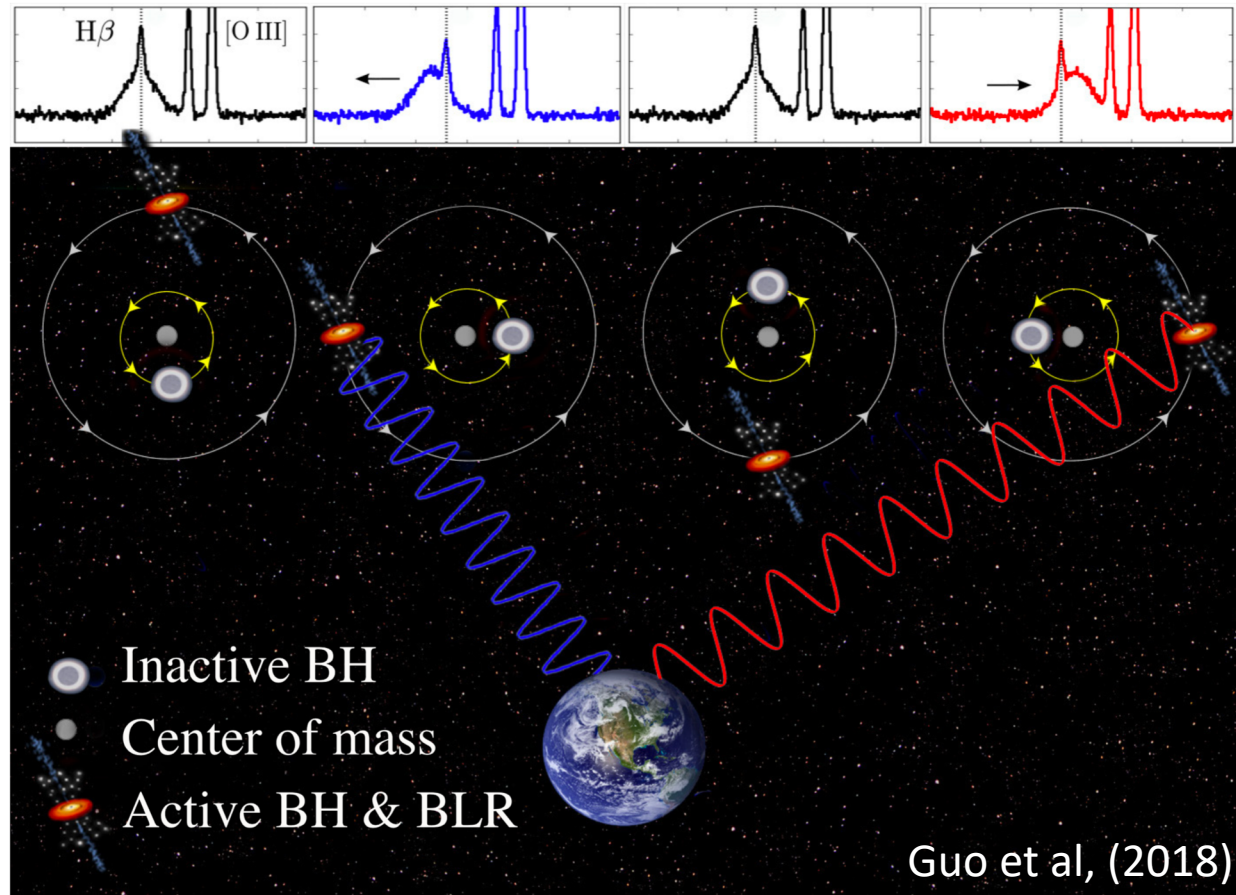 Hβ [O III]
Inactive BH
Center of mass
Active BH & BLR
Guo et al, (2018)